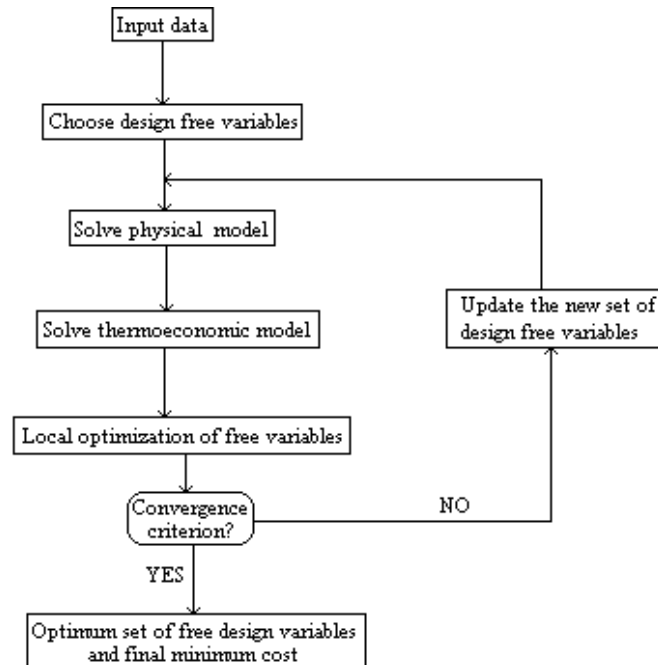 Input data
Choose design free variables
Solve physical model
Update the new set of
design free variables
Solve thermoeconomic model
Local optimization of free variables
Convergence
criterion?
NO
YES
Optimum set of free design variables
and final minimum cost